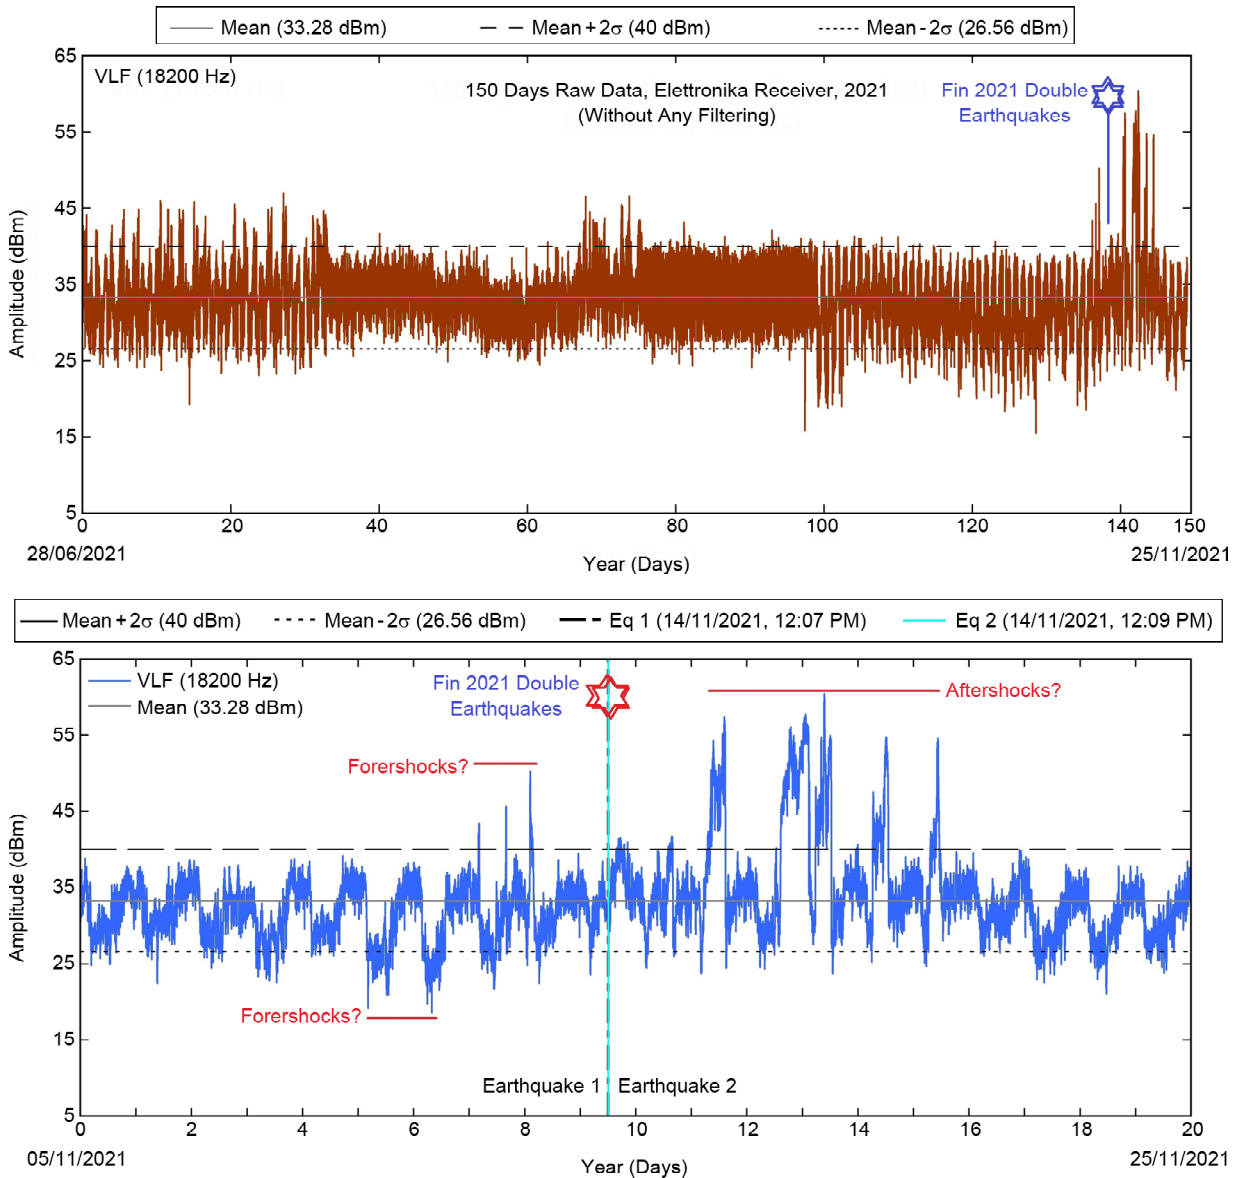 Mean (33.28 dBm) Mean+2σ (40 dBm) Mean-2σ (26.56 dBm)
65
VLF (18200 Hz)
150 Days Raw Data, Elettronika Receiver, 2021
(Without Any Filtering)
Fin 2021 Double
Earthquakes
55
45
35
25
15
5
Amplitude (dBm)
0 20 40 60 80 100 120 140 150
28/06/2021 25/11/2021
Year (Days)
Mean+2σ (40 dBm) Mean-2σ (26.56 dBm) Eq 1 (14/11/2021, 12:07 PM) Eq 2 (14/11/2021, 12:09 PM)
65
VLF (18200 Hz)
Mean (33.28 dBm)
Fin 2021 Double
Earthquakes
Aftershocks?
55
Forershocks?
45
35
25
Forershocks?
15
Earthquake 1 Earthquake 2
5
Amplitude (dBm)
0 2 4 6 8 10 12 14 16 18 20
05/11/2021 25/11/2021
Year (Days)